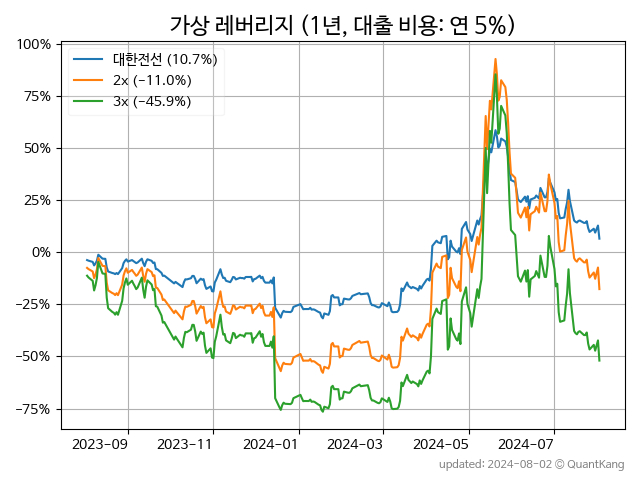 가상 레버리지 (1년, 대출 비용: 연 5%)
대한전선 (10.7%)
2x (−11.0%)
3x (−45.9%)
100%
75%
50%
25%
0%
−25%
−50%
−75%
2023-09 2023-11 2024-01 2024-03 2024-05 2024-07
updated: 2024-08-02 © QuantKang